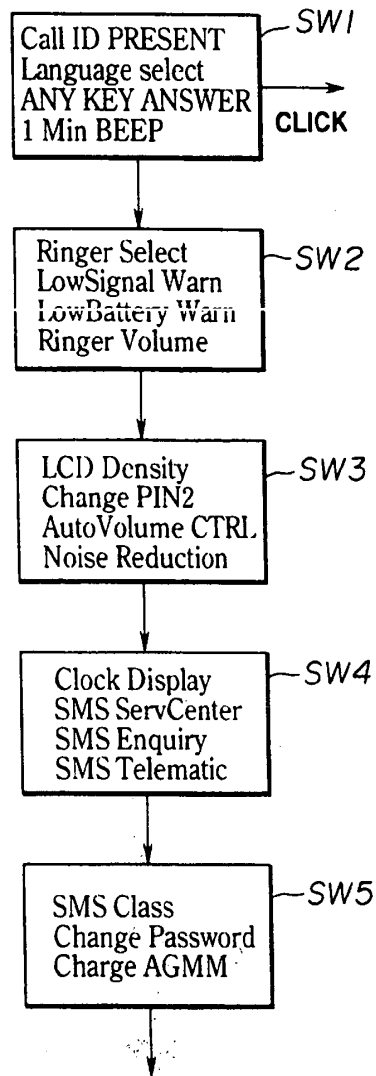 Call ID PRESENT
Language select
ANY KEY ANSWER
1 Min BEEP
SW1
CLICK
Ringer Select
LowSignal Warn
LowBattery Warn
Ringer Volume
SW2
LCD Density
Change PIN2
AutoVolume CTRL
Noise Reduction
SW3
Clock Display
SMS ServCenter
SMS Enquiry
SMS Telematic
SW4
SMS Class
Change Password
Charge AGMM
SW5